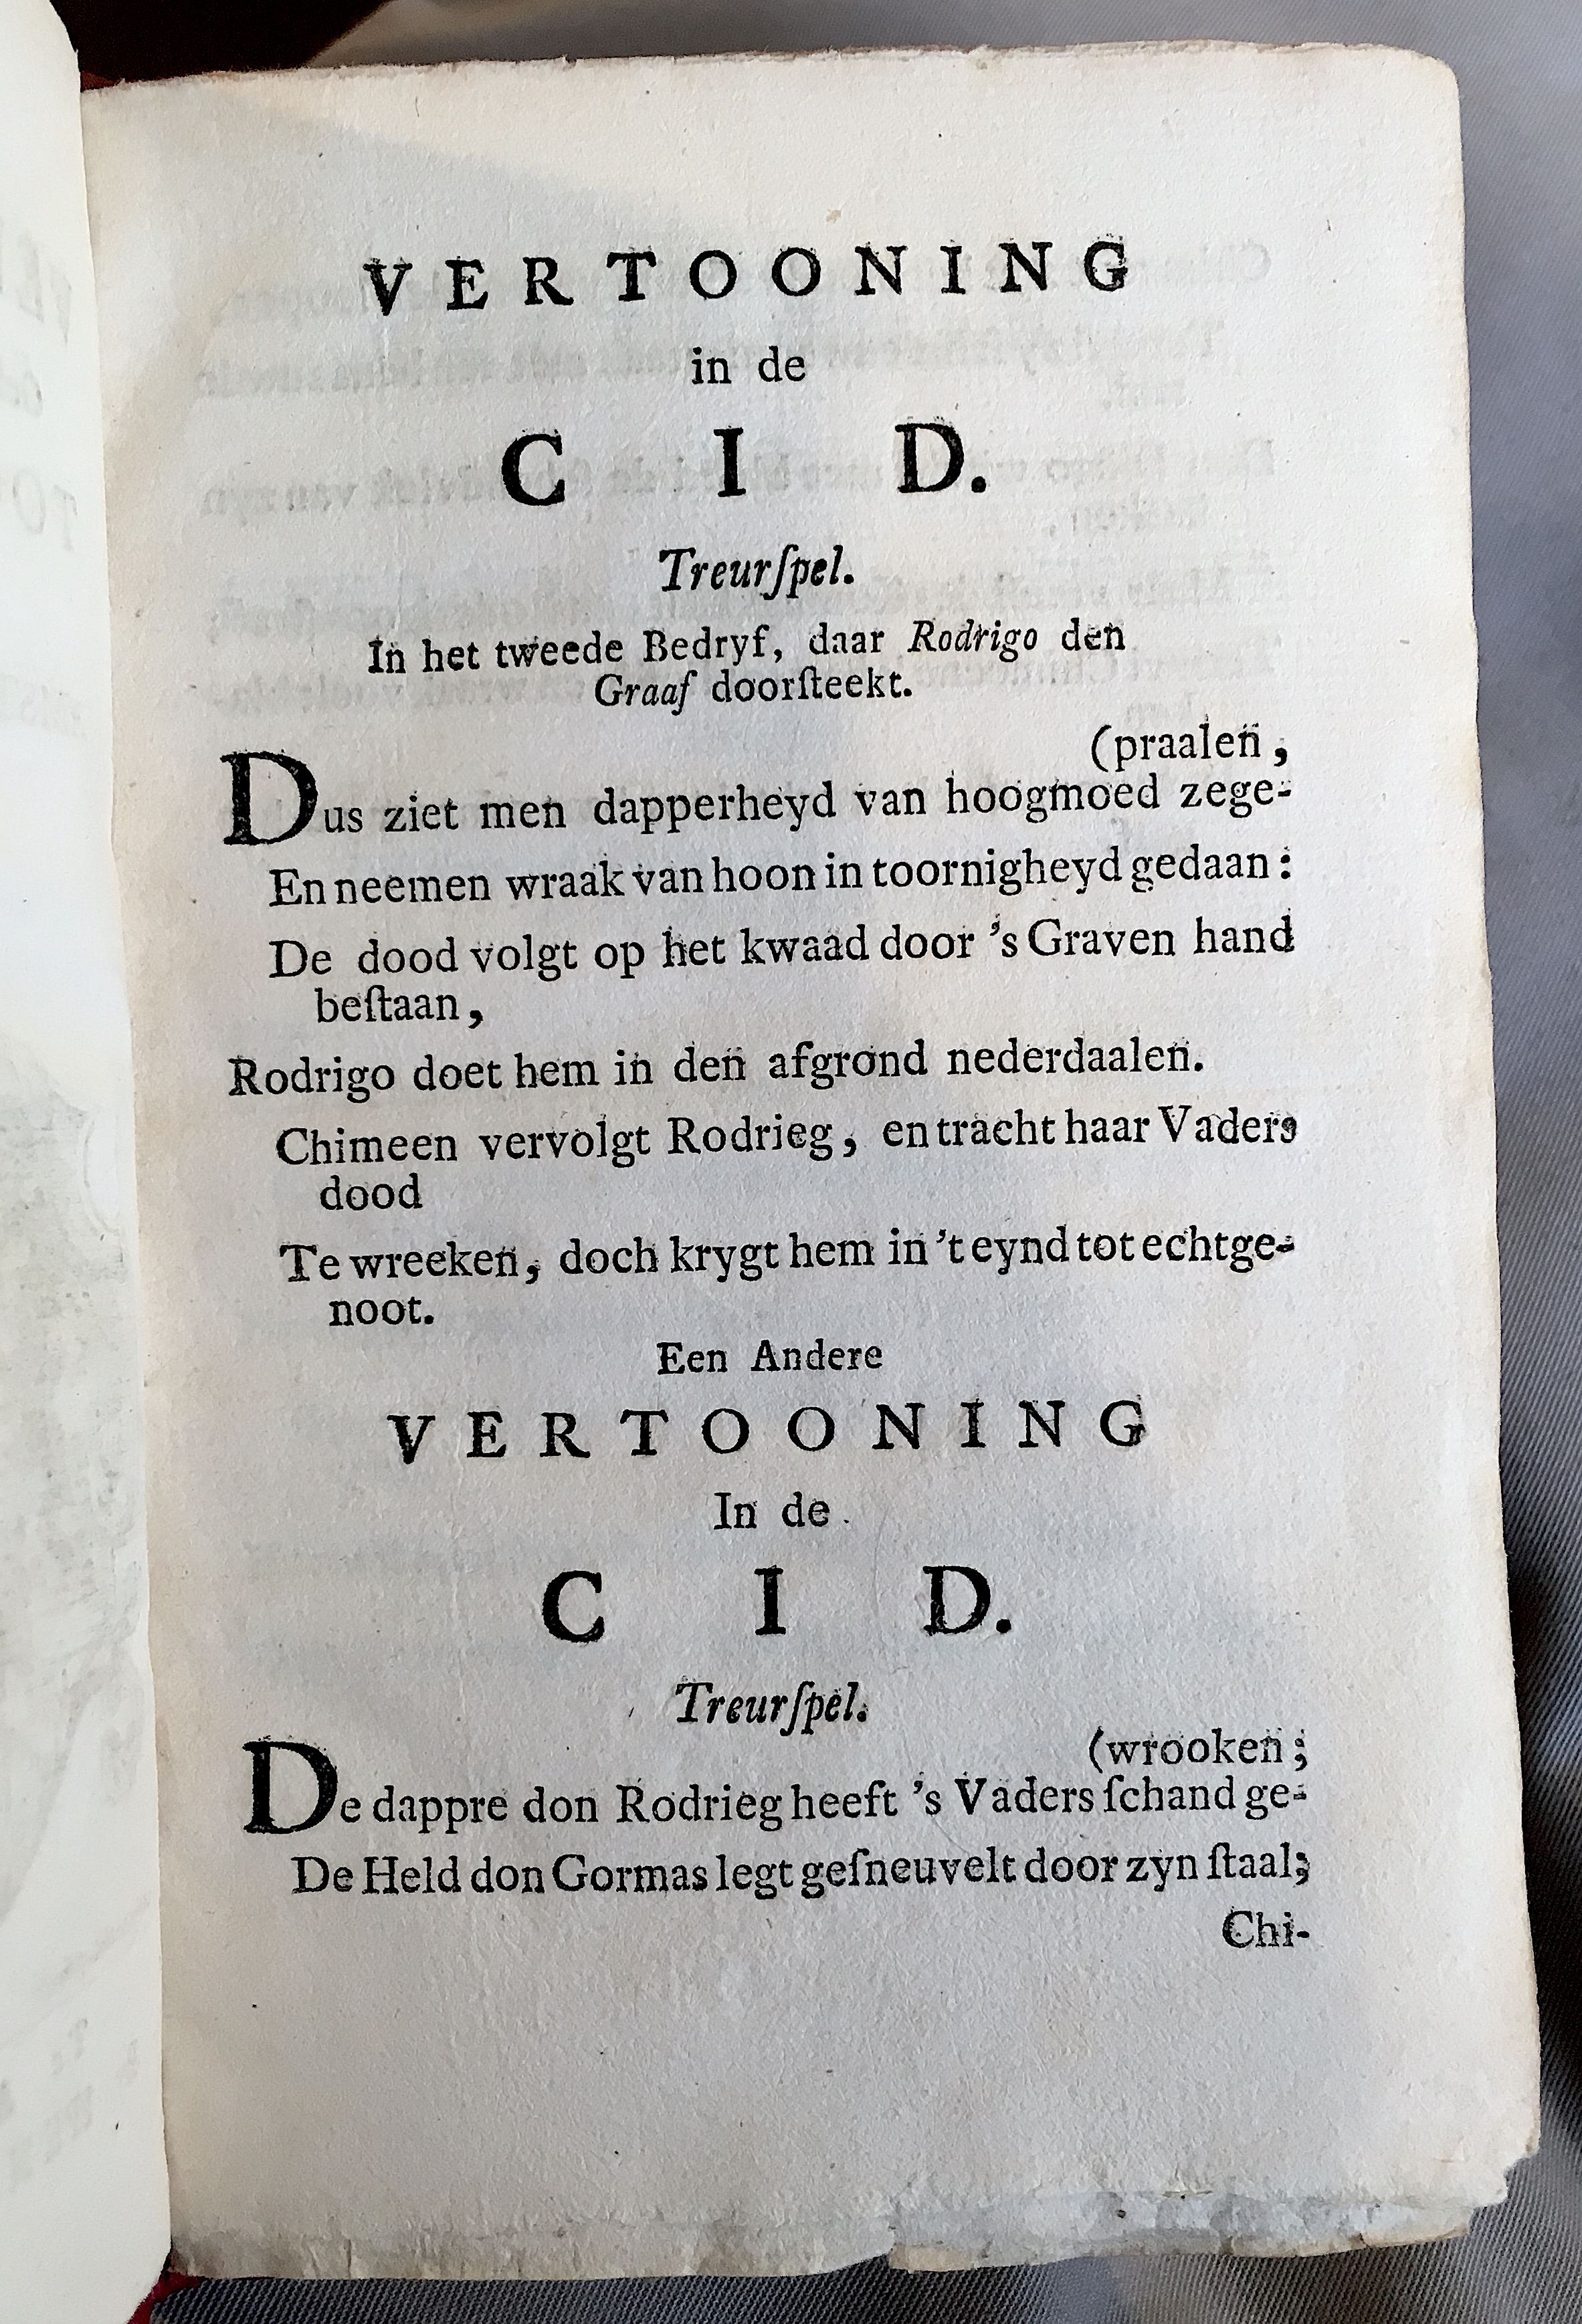 VERTOONING
in de
CID.
Treurſpel.
In het tweede Bedryf, daar Rodrigo den
Graaf doorſteekt.
(praalen,
Dus ziet men dapperheyd van hoogmoed zege-
En neemen wraak van hoon in toornigheyd gedaan:
De dood volgt op het kwaad door 's Graven hand
beſtaan,
Rodrigo doet hem in den afgrond nederdaalen.
Chimeen vervolgt Rodrieg, en tracht haar Vaders
dood
Te wreeken, doch krygt hem in 't eynd tot echtge-
noot.
Een Andere
VERTOONING
In de
CID.
Treurſpel.
(wrooken;
De dappre don Rodrieg heeft 's Vaders ſchand ge-
De Held don Gormas legt geſneuvelt door zyn ſtaal;
Chi-